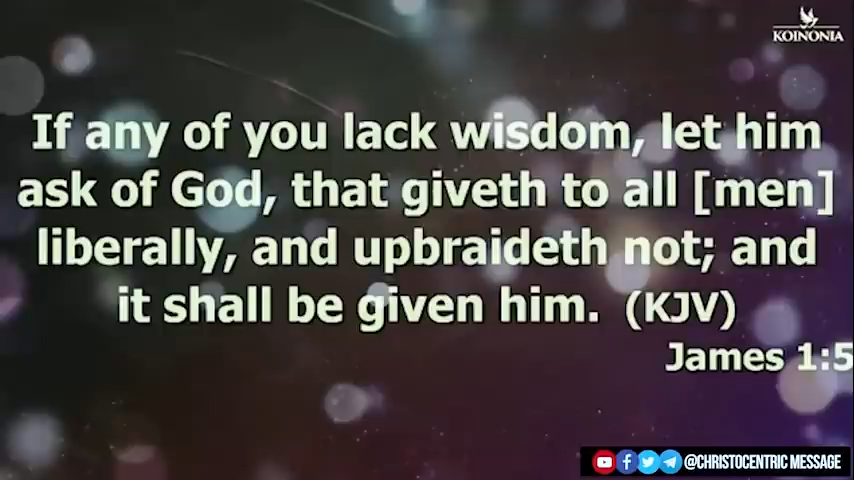 KOINONIA
If any of you lack wisdom, let him
ask of God, that giveth to all [men]
liberally, and upbraideth not; and
it shall be given him. (KJV)
James 1:5
@CHRISTOCENTRIC MESSAGE